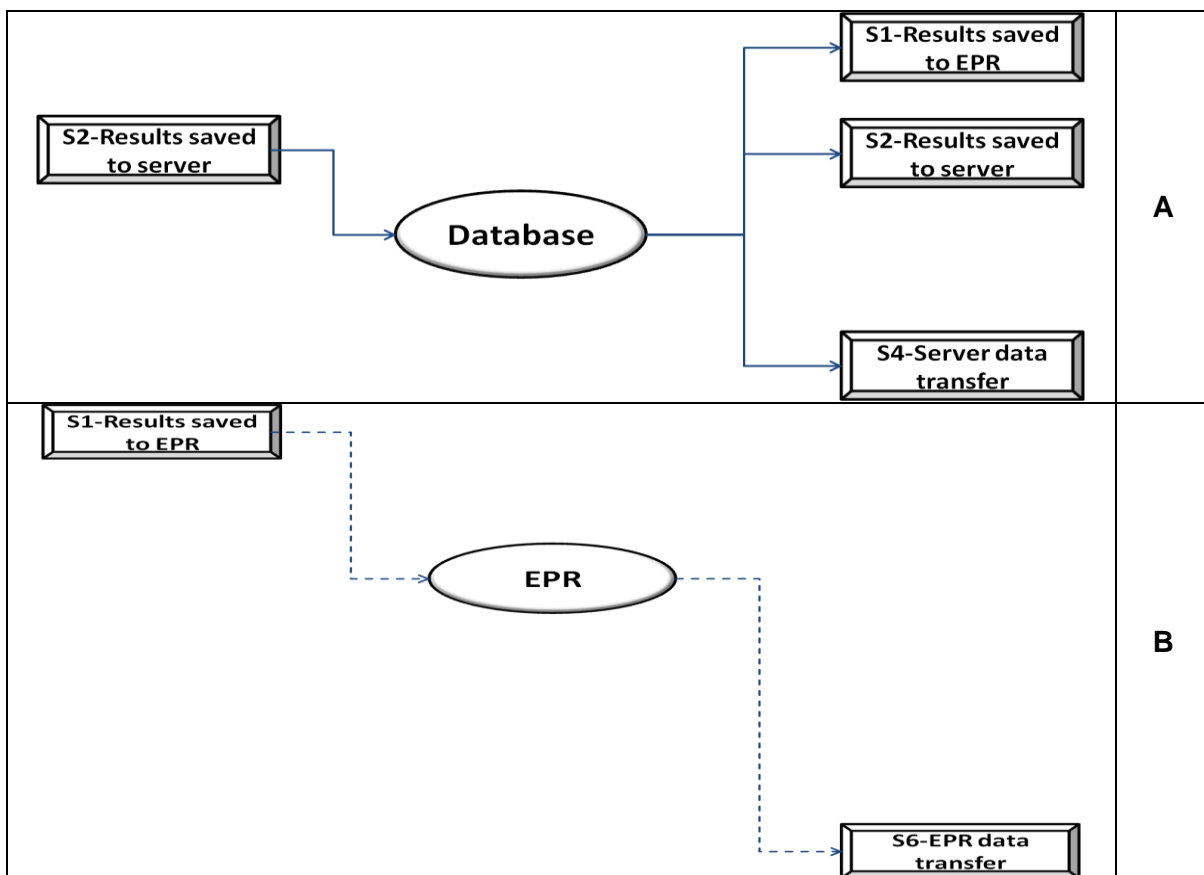 S1-Results saved
to EPR
S2-Results saved
to server
S2-Results saved
to server
A
Database
S4-Server data
transfer
S1-Results saved
to EPR
EPR
B
S6-EPR data
transfer